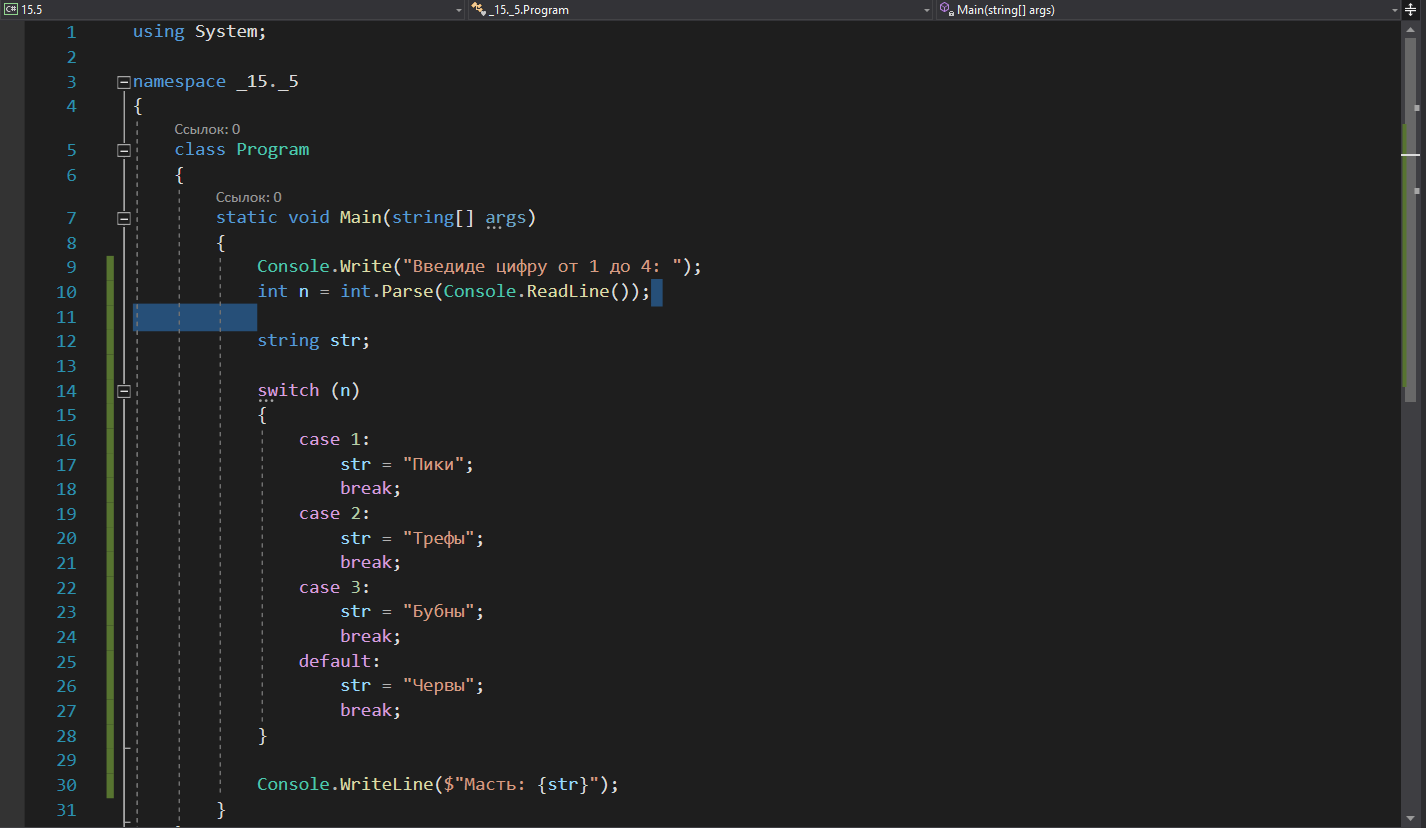 C# 15.5 _15._5.Program Main(string[] args)
1 using System;
2
3 namespace _15._5
4 {
Ссылок: 0
5 class Program
6 {
Ссылок: 0
7 static void Main(string[] args)
8 {
9 Console.Write("Введиде цифру от 1 до 4: ");
10 int n = int.Parse(Console.ReadLine());
11
12 string str;
13
14 switch (n)
15 {
16 case 1:
17 str = "Пики";
18 break;
19 case 2:
20 str = "Трефы";
21 break;
22 case 3:
23 str = "Бубны";
24 break;
25 default:
26 str = "Червы";
27 break;
28 }
29
30 Console.WriteLine($"Масть: {str}");
31 }